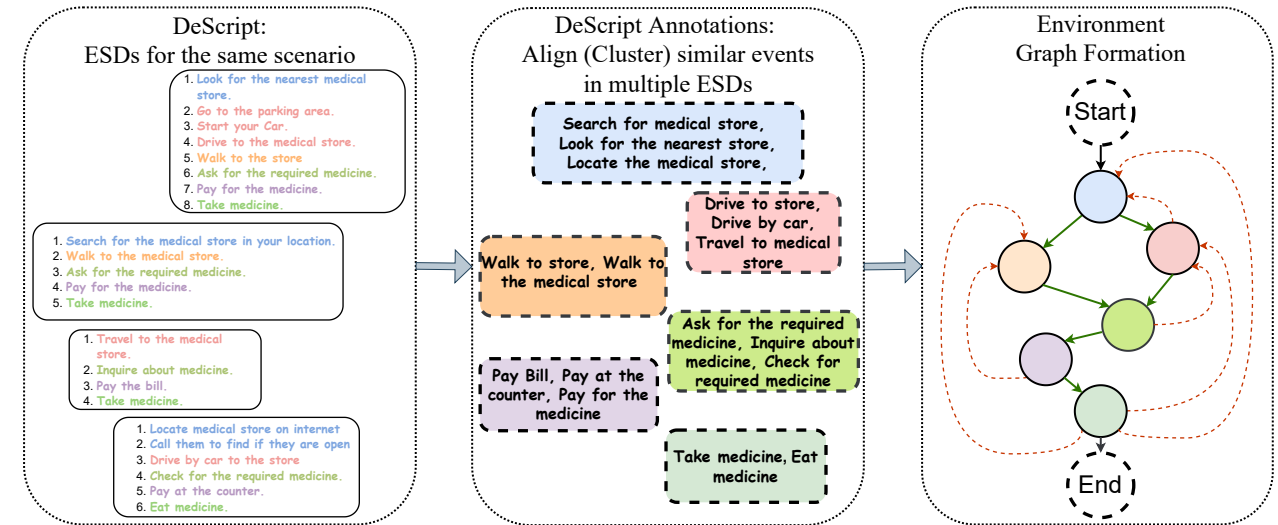 DeScript:
ESDs for the same scenario
1. Look for the nearest medical
store.
2. Go to the parking area.
3. Start your Car.
4. Drive to the medical store.
5. Walk to the store
6. Ask for the required medicine.
7. Pay for the medicine.
8. Take medicine.
1. Search for the medical store in your location.
2. Walk to the medical store.
3. Ask for the required medicine.
4. Pay for the medicine.
5. Take medicine.
1. Travel to the medical
store.
2. Inquire about medicine.
3. Pay the bill.
4. Take medicine.
1. Locate medical store on internet
2. Call them to find if they are open
3. Drive by car to the store
4. Check for the required medicine.
5. Pay at the counter.
6. Eat medicine.
DeScript Annotations:
Align (Cluster) similar events
in multiple ESDs
Search for medical store,
Look for the nearest store,
Locate the medical store,
Drive to store,
Drive by car,
Travel to medical
store
Walk to store, Walk to
the medical store
Ask for the required
medicine, Inquire about
medicine, Check for
required medicine
Pay Bill, Pay at the
counter, Pay for the
medicine
Take medicine, Eat
medicine
Environment
Graph Formation
Start
End